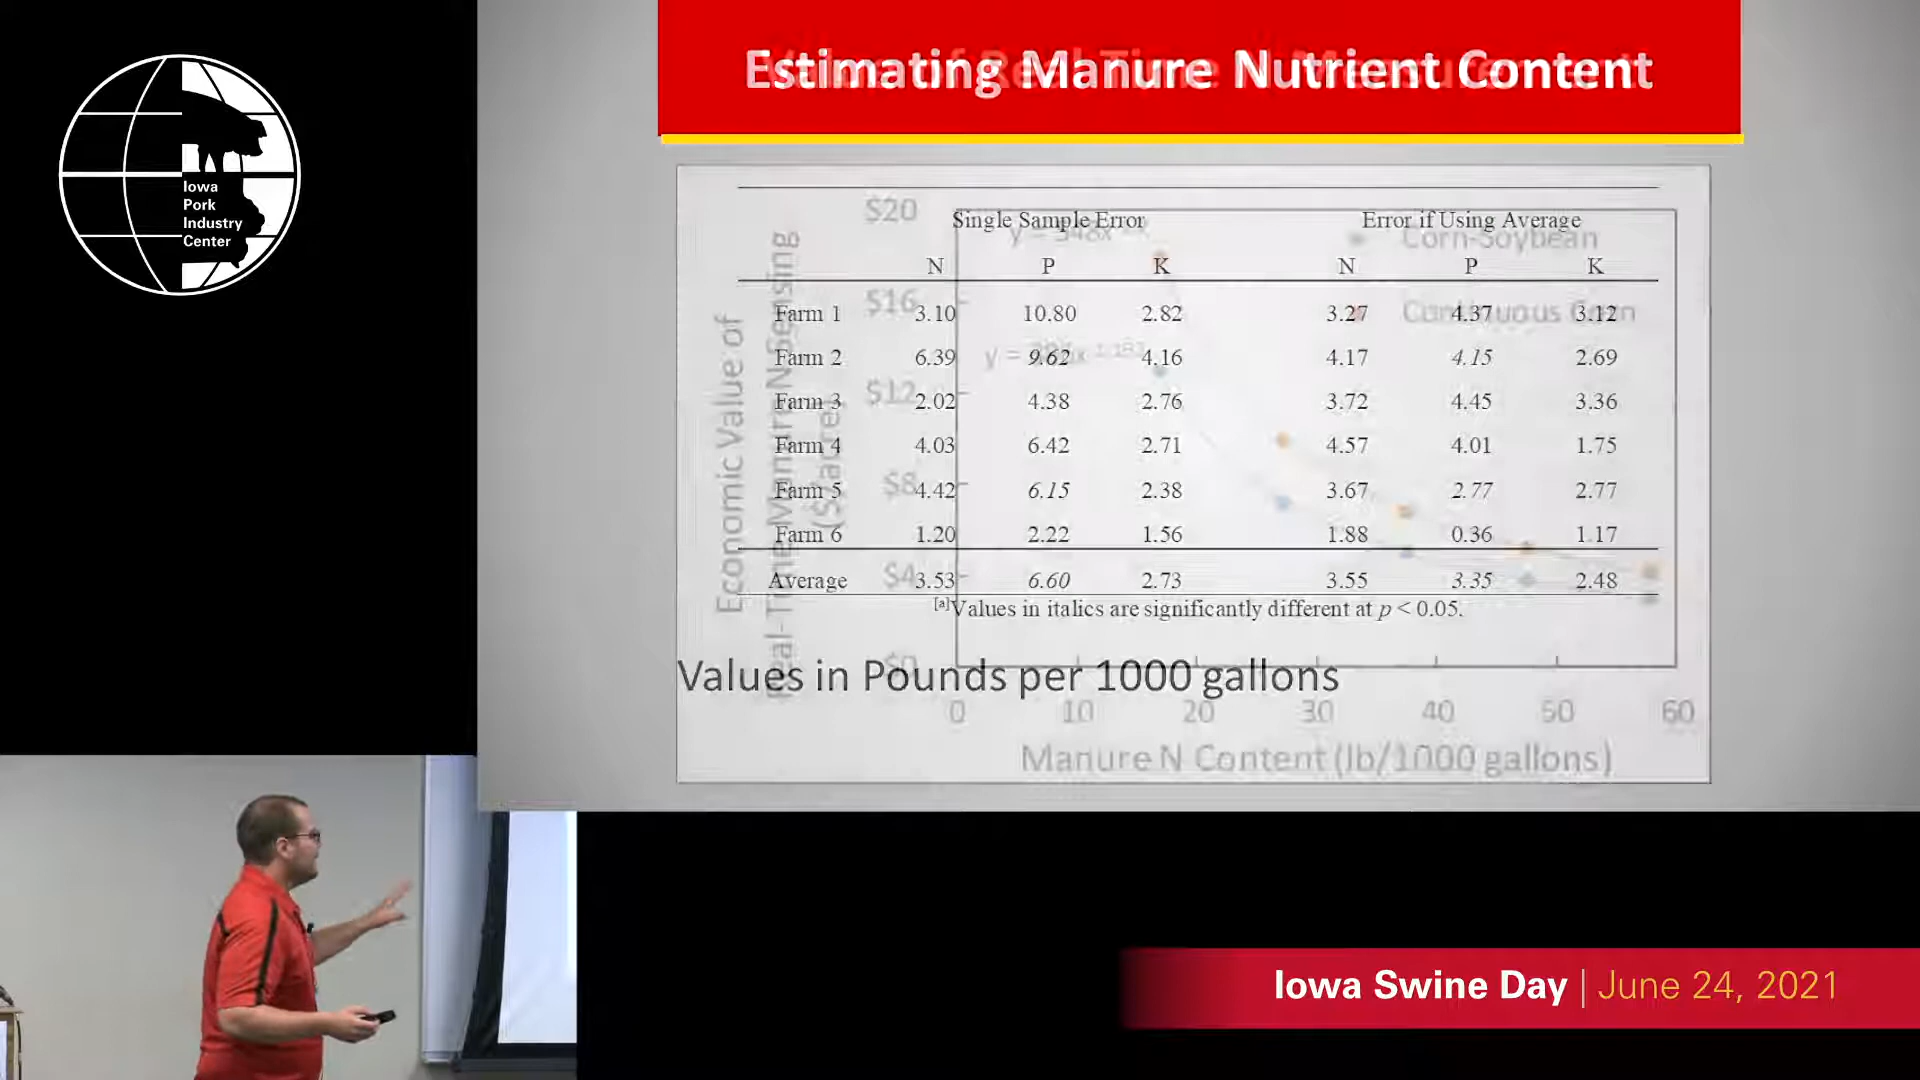 Iowa
Pork
Industry
Center
Estimating Manure Nutrient Content
Single Sample Error Error if Using Average
N P K N P K
Farm 1 3.10 10.80 2.82 3.27 4.37 3.12
Farm 2 6.39 9.62 4.16 4.17 4.15 2.69
Farm 3 2.02 4.38 2.76 3.72 4.45 3.36
Farm 4 4.03 6.42 2.71 4.57 4.01 1.75
Farm 5 4.42 6.15 2.38 3.67 2.77 2.77
Farm 6 1.20 2.22 1.56 1.88 0.36 1.17
Average 3.53 6.60 2.73 3.55 3.35 2.48
[a]Values in italics are significantly different at p < 0.05.
Values in Pounds per 1000 gallons
$20
$16
$12
$8
$4
$0
Economic Value of
Real-Time Manure N Sensing
($/acre)
Corn-Soybean
Continuous Corn
0 10 20 30 40 50 60
Manure N Content (lb/1000 gallons)
Iowa Swine Day | June 24, 2021